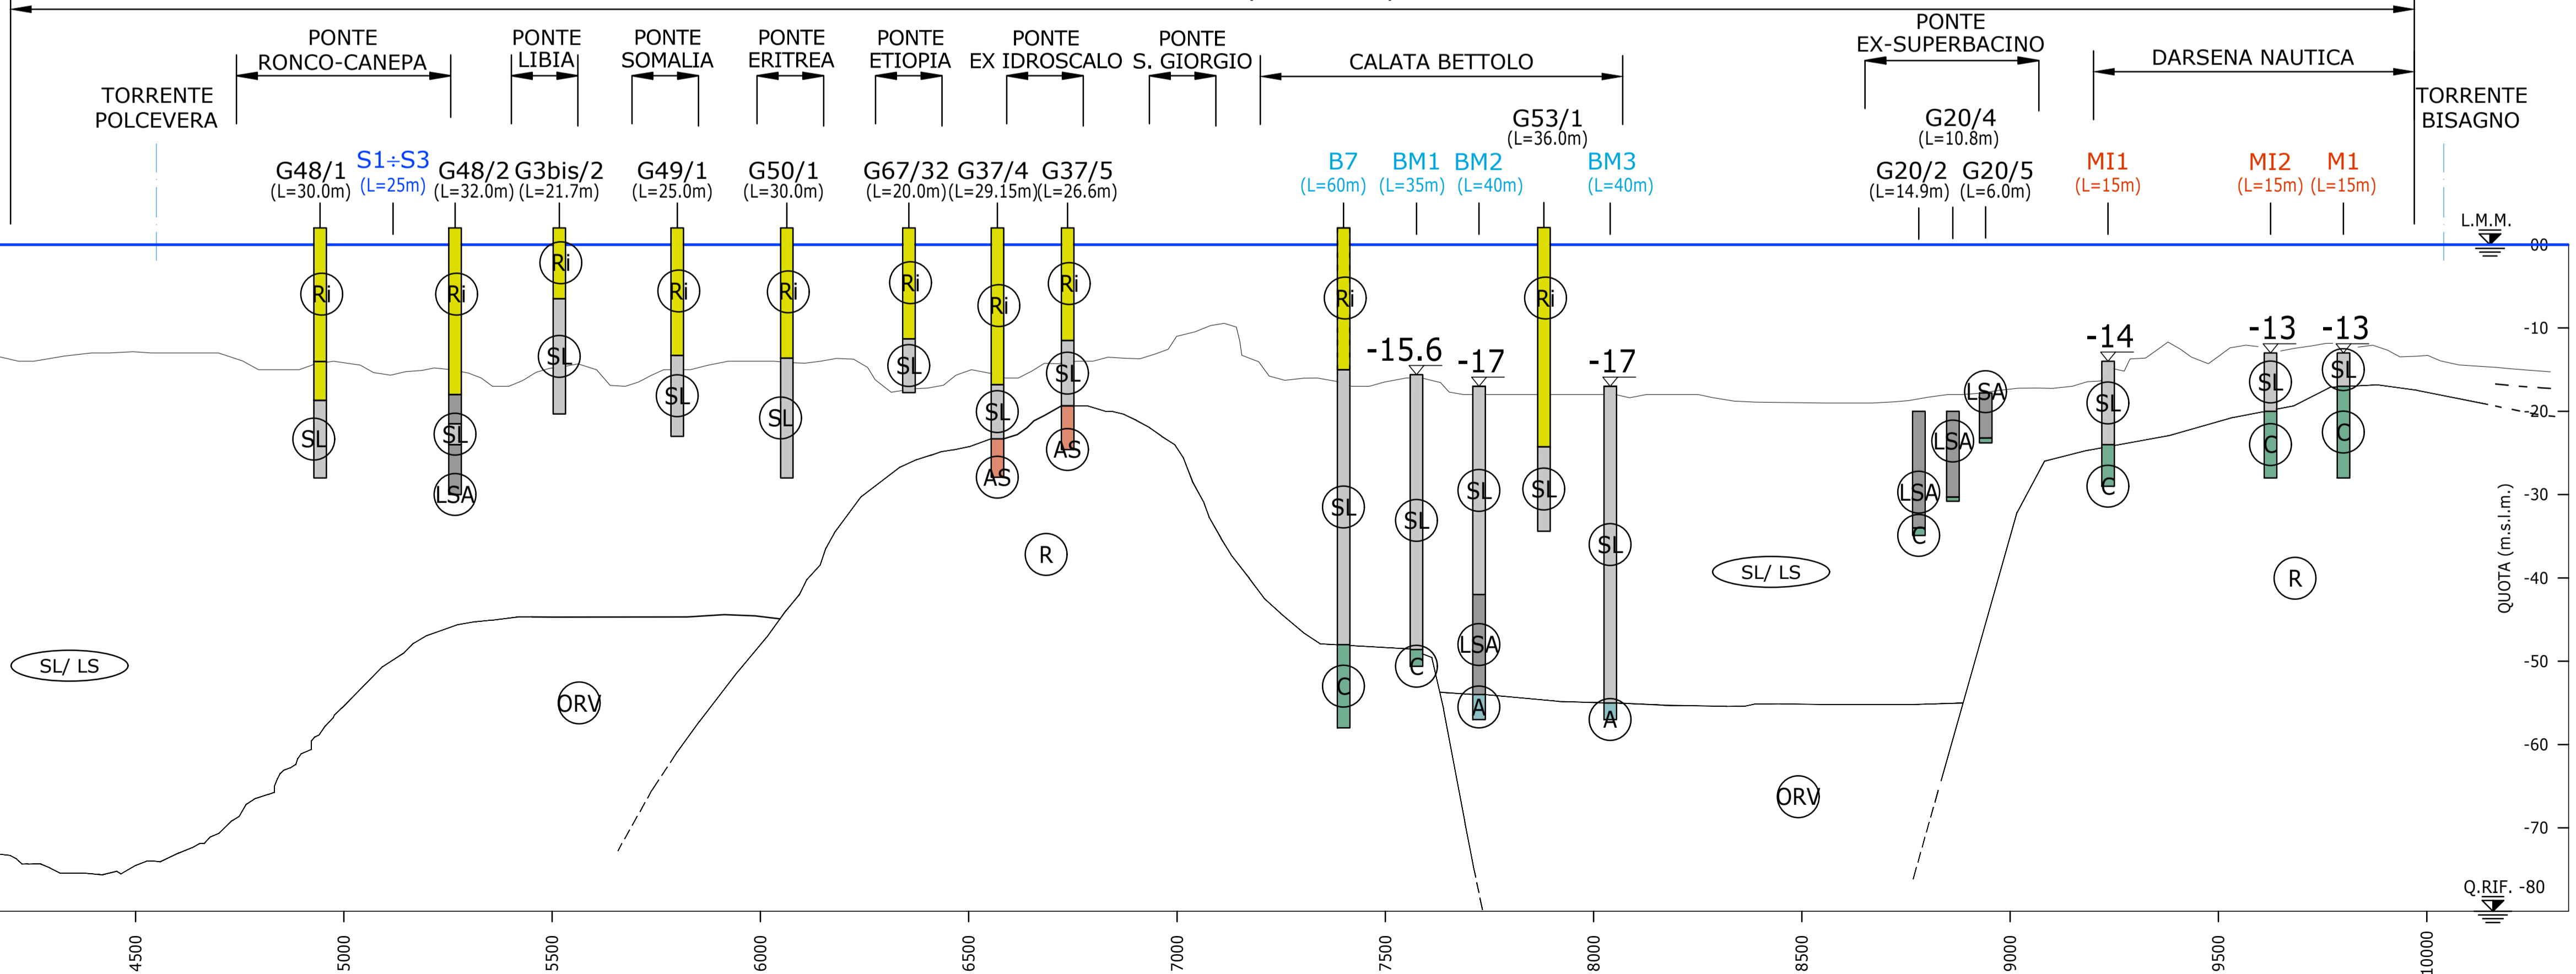 PONTE
RONCO-CANEPA
PONTE
LIBIA
PONTE
SOMALIA
PONTE
ERITREA
PONTE
ETIOPIA
PONTE
EX IDROSCALO
PONTE
S. GIORGIO
CALATA BETTOLO
PONTE
EX-SUPERBACINO
DARSENA NAUTICA
TORRENTE
POLCEVERA
TORRENTE
BISAGNO
G48/1
(L=30.0m)
S1÷S3
(L=25m)
G48/2
(L=32.0m)
G3bis/2
(L=21.7m)
G49/1
(L=25.0m)
G50/1
(L=30.0m)
G67/32
(L=20.0m)
G37/4
(L=29.15m)
G37/5
(L=26.6m)
B7
(L=60m)
BM1
(L=35m)
BM2
(L=40m)
G53/1
(L=36.0m)
BM3
(L=40m)
G20/2
(L=14.9m)
G20/4
(L=10.8m)
G20/5
(L=6.0m)
MI1
(L=15m)
MI2
(L=15m)
M1
(L=15m)
L.M.M.
00
-10
-20
-30
-40
-50
-60
-70
Q.RIF. -80
QUOTA (m.s.l.m.)
Ri
SL
Ri
SL
LSA
Ri
SL
Ri
SL
Ri
SL
Ri
SL
Ri
SL
AS
Ri
SL
AS
Ri
SL
C
-15.6
SL
C
-17
SL
LSA
A
Ri
SL
-17
SL
A
LSA
C
LSA
LSA
-14
SL
C
-13
SL
C
-13
SL
C
R
R
SL/ LS
SL/ LS
ORV
ORV
4500
5000
5500
6000
6500
7000
7500
8000
8500
9000
9500
10000